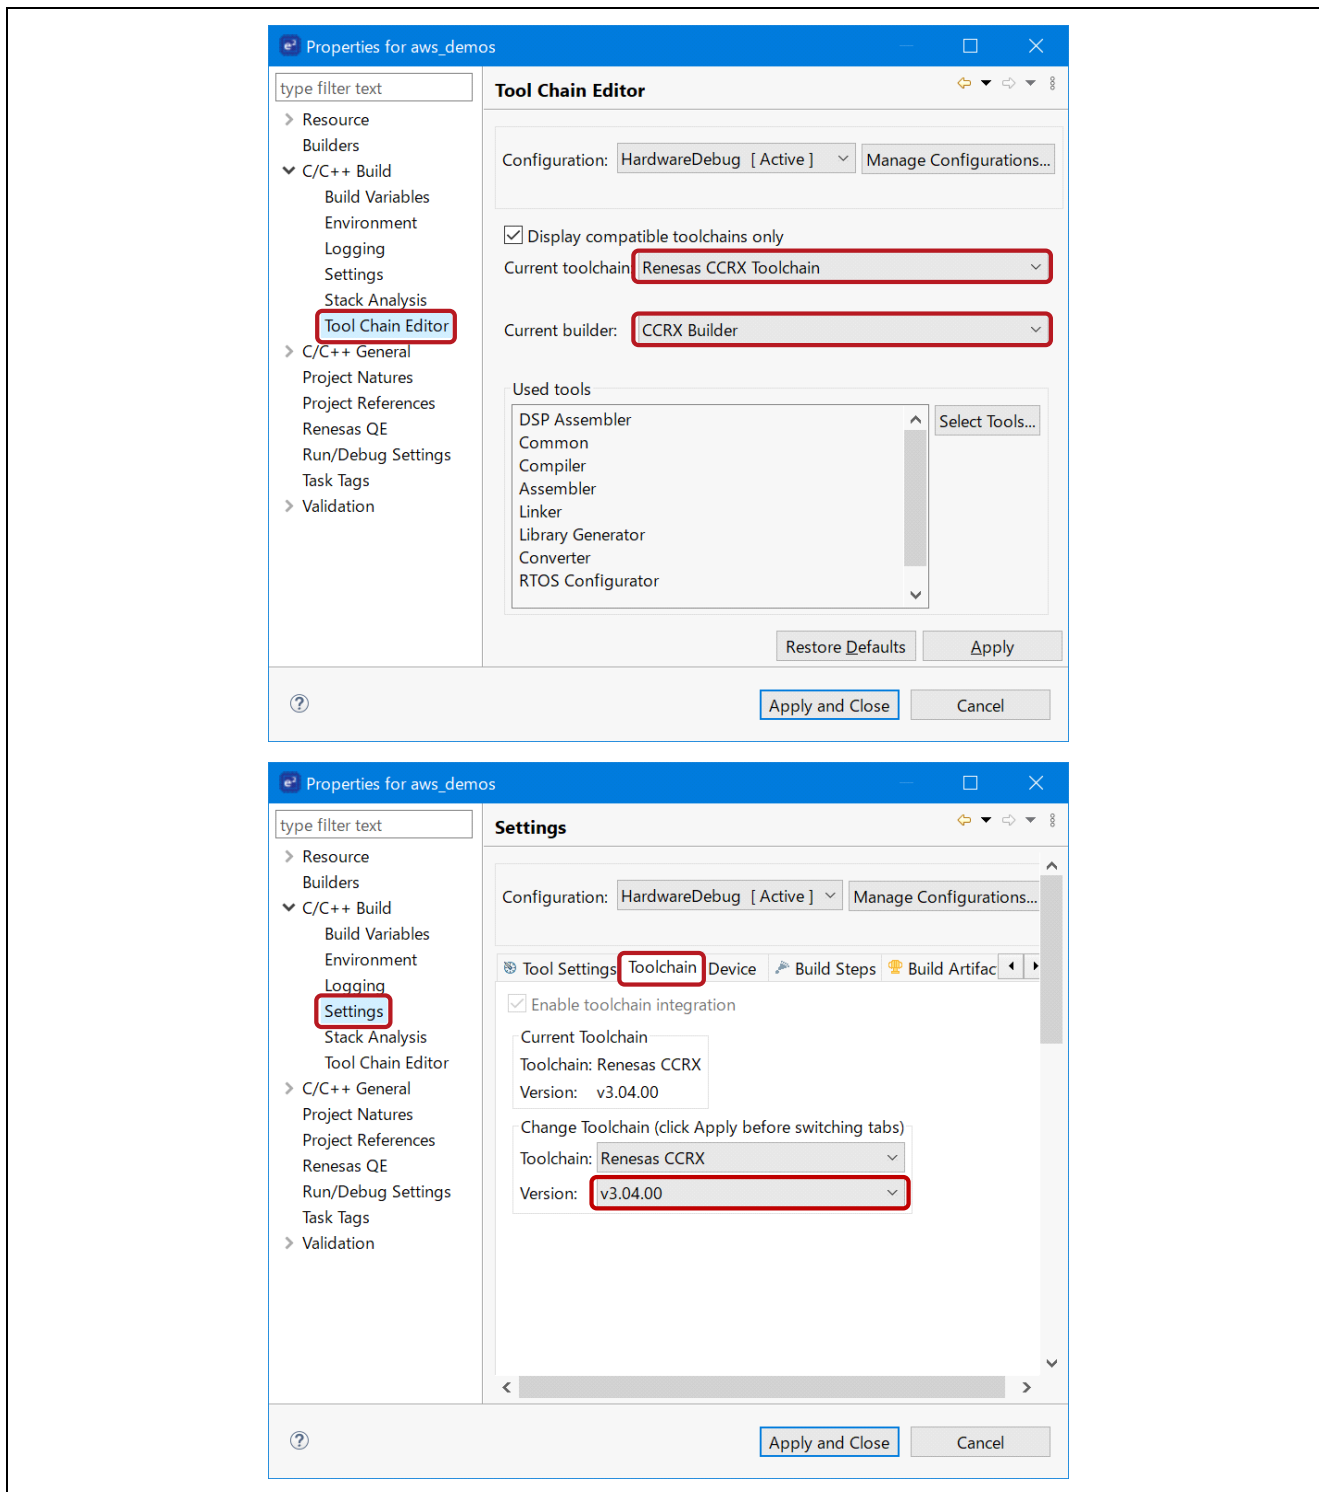 Properties for aws_demos
type filter text
Resource
Builders
C/C++ Build
Build Variables
Environment
Logging
Settings
Stack Analysis
Tool Chain Editor
C/C++ General
Project Natures
Project References
Renesas QE
Run/Debug Settings
Task Tags
Validation
Tool Chain Editor
Configuration: HardwareDebug [ Active ] Manage Configurations...
Display compatible toolchains only
Current toolchain: Renesas CCRX Toolchain
Current builder: CCRX Builder
Used tools
DSP Assembler
Common
Compiler
Assembler
Linker
Library Generator
Converter
RTOS Configurator
Select Tools...
Restore Defaults Apply
Apply and Close Cancel
Properties for aws_demos
type filter text
Resource
Builders
C/C++ Build
Build Variables
Environment
Logging
Settings
Stack Analysis
Tool Chain Editor
C/C++ General
Project Natures
Project References
Renesas QE
Run/Debug Settings
Task Tags
Validation
Settings
Configuration: HardwareDebug [ Active ] Manage Configurations...
Tool Settings Toolchain Device Build Steps Build Artifac
Enable toolchain integration
Current Toolchain
Toolchain: Renesas CCRX
Version: v3.04.00
Change Toolchain (click Apply before switching tabs)
Toolchain: Renesas CCRX
Version: v3.04.00
Apply and Close Cancel